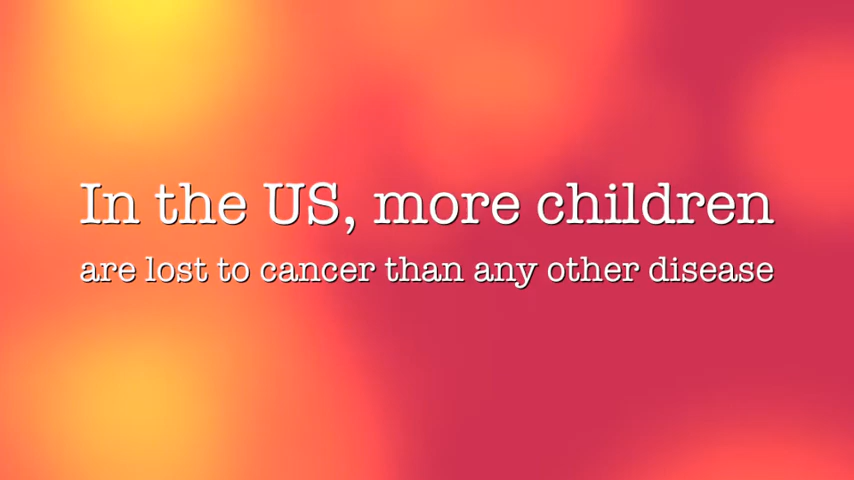 In the US, more children
are lost to cancer than any other disease